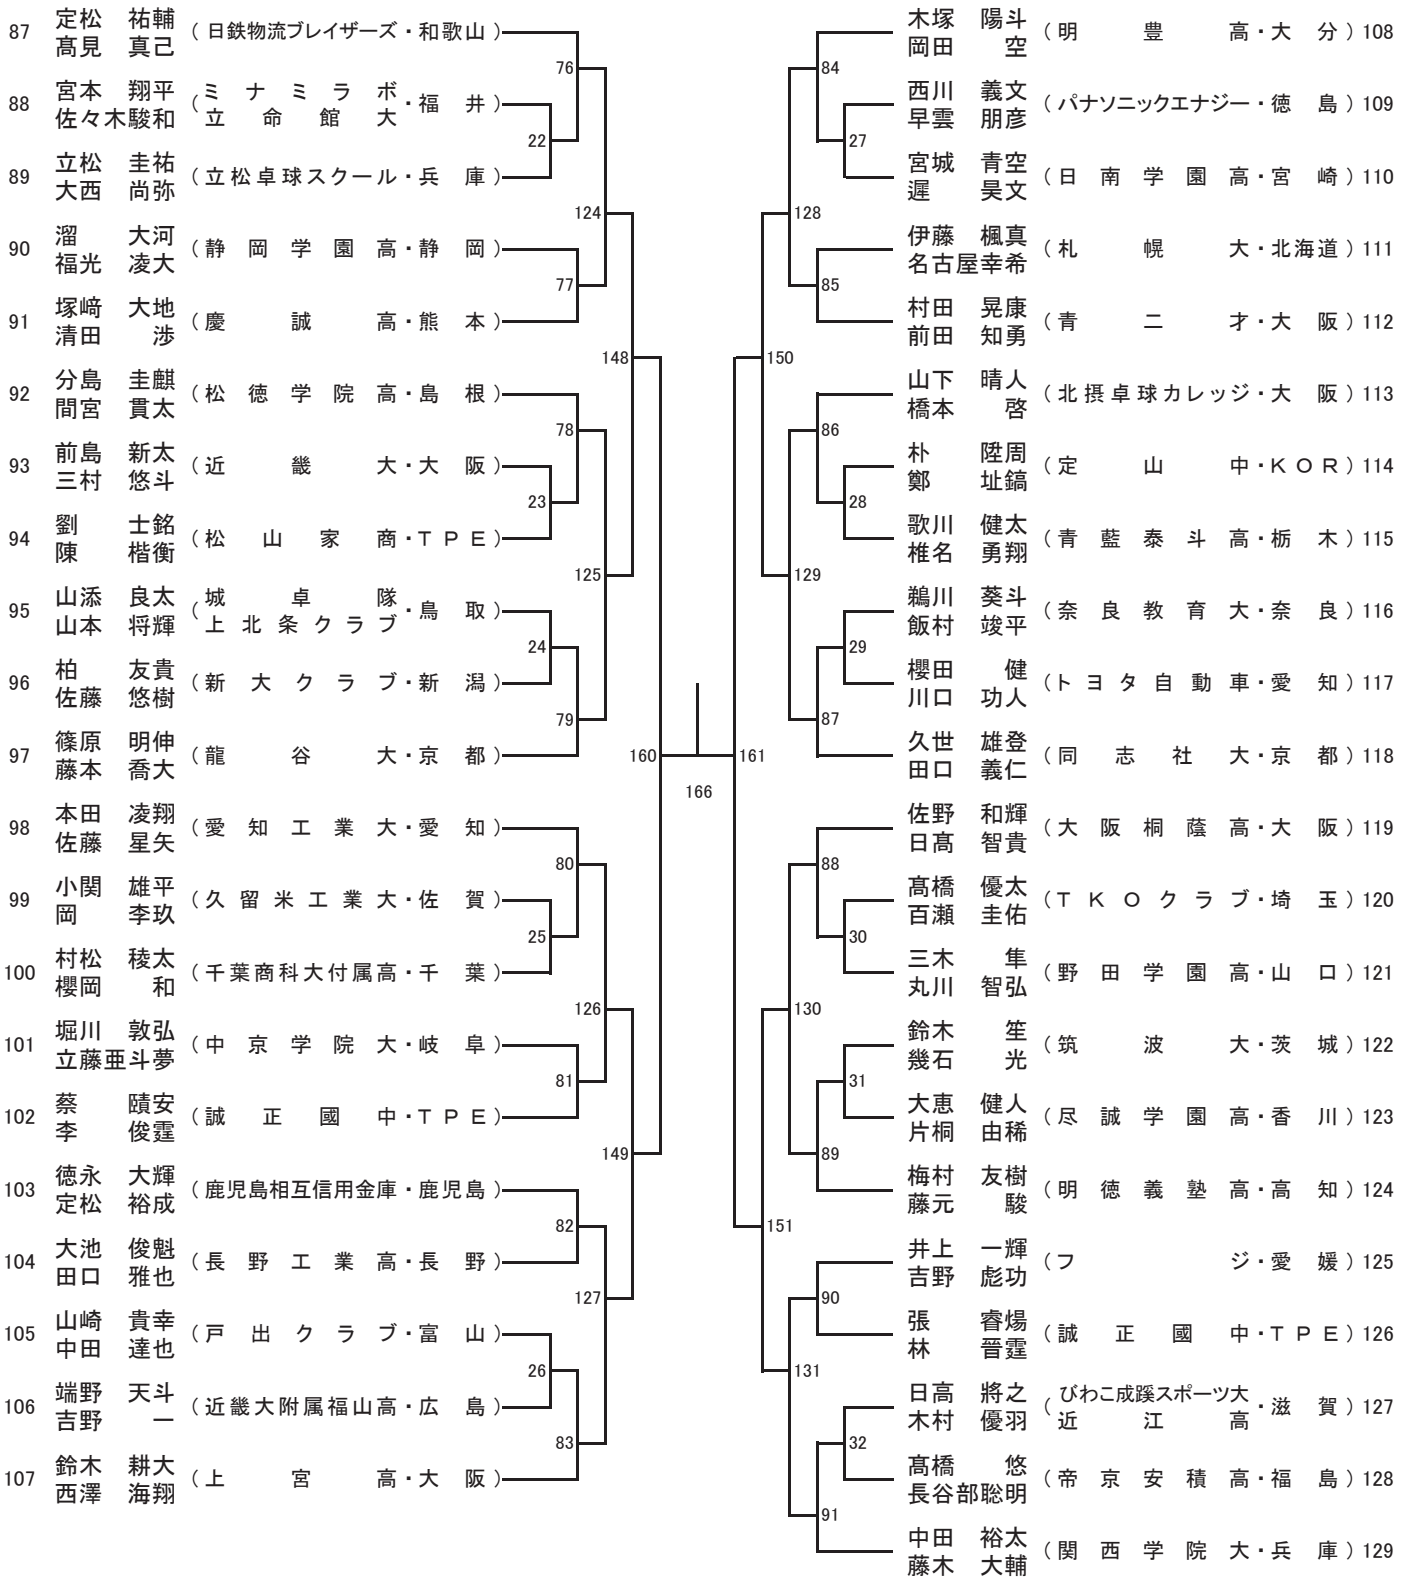 87 定松 祐輔 髙見 真己 (日鉄物流ブレイザーズ・和歌山)
76
88 宮本 翔平 佐々木駿和 (ミナミラボ 立命館大・福井)
22
89 立松 圭祐 大西 尚弥 (立松卓球スクール・兵庫)
124
90 溜 大河 福光 凌大 (静岡学園高・静岡)
77
91 塚﨑 大地 清田 渉 (慶誠高・熊本)
148
92 分島 圭麒 間宮 貫太 (松徳学院高・島根)
78
93 前島 新太 三村 悠斗 (近畿大・大阪)
23
94 劉 士銘 陳 楷衡 (松山家商・TPE)
125
95 山添 良太 山本 将輝 (城卓隊 上北条クラブ・鳥取)
24
96 柏 友貴 佐藤 悠樹 (新大クラブ・新潟)
79
97 篠原 明伸 藤本 喬大 (龍谷大・京都)
160
98 本田 凌翔 佐藤 星矢 (愛知工業大・愛知)
80
99 小関 雄平 岡 李玖 (久留米工業大・佐賀)
25
100 村松 稜太 櫻岡 和 (千葉商科大付属高・千葉)
126
101 堀川 敦弘 立藤亜斗夢 (中京学院大・岐阜)
81
102 蔡 賾安 李 俊霆 (誠正國中・TPE)
149
103 徳永 大輝 定松 裕成 (鹿児島相互信用金庫・鹿児島)
82
104 大池 俊魁 田口 雅也 (長野工業高・長野)
127
105 山崎 貴幸 中田 達也 (戸出クラブ・富山)
26
106 端野 天斗 吉野 一 (近畿大附属福山高・広島)
83
107 鈴木 耕大 西澤 海翔 (上宮高・大阪)
166
木塚 陽斗 岡田 空 (明豊高・大分) 108
84
西川 義文 早雲 朋彦 (パナソニックエナジー・徳島) 109
27
宮城 青空 遅 昊文 (日南学園高・宮崎) 110
128
伊藤 楓真 名古屋幸希 (札幌大・北海道) 111
85
村田 晃康 前田 知勇 (青二才・大阪) 112
150
山下 晴人 橋本 啓 (北摂卓球カレッジ・大阪) 113
86
朴 陞周 鄭 址鎬 (定山中・KOR) 114
28
歌川 健太 椎名 勇翔 (青藍泰斗高・栃木) 115
129
鵜川 葵斗 飯村 竣平 (奈良教育大・奈良) 116
29
櫻田 健 川口 功人 (トヨタ自動車・愛知) 117
87
久世 雄登 田口 義仁 (同志社大・京都) 118
161
佐野 和輝 日髙 智貴 (大阪桐蔭高・大阪) 119
88
髙橋 優太 百瀬 圭佑 (TKOクラブ・埼玉) 120
30
三木 隼 丸川 智弘 (野田学園高・山口) 121
130
鈴木 笙 幾石 光 (筑波大・茨城) 122
31
大恵 健人 片桐 由稀 (尽誠学園高・香川) 123
89
梅村 友樹 藤元 駿 (明徳義塾高・高知) 124
151
井上 一輝 吉野 彪功 (フジ・愛媛) 125
90
張 睿煬 林 晉霆 (誠正國中・TPE) 126
131
日高 將之 木村 優羽 (びわこ成蹊スポーツ大 近江高・滋賀) 127
32
髙橋 悠 長谷部聡明 (帝京安積高・福島) 128
91
中田 裕太 藤木 大輔 (関西学院大・兵庫) 129